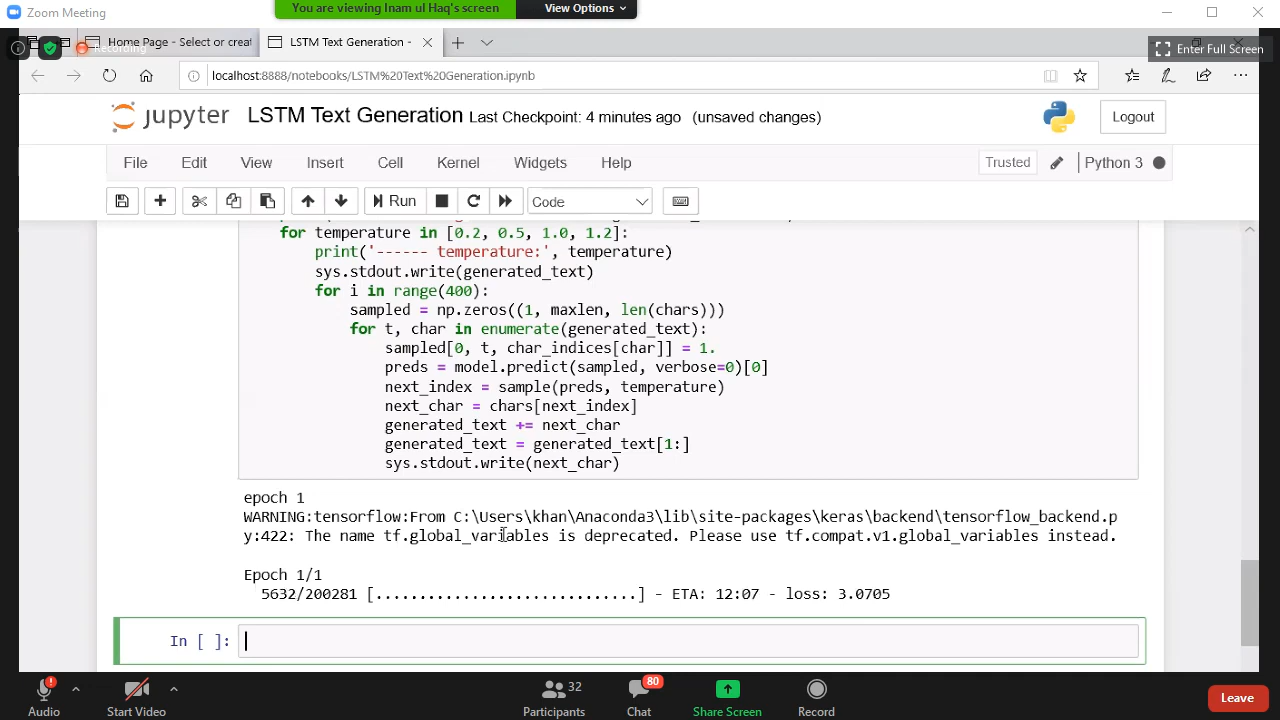 Zoom Meeting
You are viewing Inam ul Haq's screen
View Options
Home Page - Select or creat
LSTM Text Generation -
Recording
Enter Full Screen
localhost:8888/notebooks/LSTM%20Text%20Generation.ipynb
jupyter LSTM Text Generation Last Checkpoint: 4 minutes ago (unsaved changes)
Logout
File Edit View Insert Cell Kernel Widgets Help
Trusted
Python 3
Run
Code
for temperature in [0.2, 0.5, 1.0, 1.2]:
print('------ temperature:', temperature)
sys.stdout.write(generated_text)
for i in range(400):
sampled = np.zeros((1, maxlen, len(chars)))
for t, char in enumerate(generated_text):
sampled[0, t, char_indices[char]] = 1.
preds = model.predict(sampled, verbose=0)[0]
next_index = sample(preds, temperature)
next_char = chars[next_index]
generated_text += next_char
generated_text = generated_text[1:]
sys.stdout.write(next_char)
epoch 1
WARNING:tensorflow:From C:\Users\khan\Anaconda3\lib\site-packages\keras\backend\tensorflow_backend.p
y:422: The name tf.global_variables is deprecated. Please use tf.compat.v1.global_variables instead.
Epoch 1/1
5632/200281 [..............................] - ETA: 12:07 - loss: 3.0705
In [ ]:
32
80
Audio
Start Video
Participants
Chat
Share Screen
Record
Leave